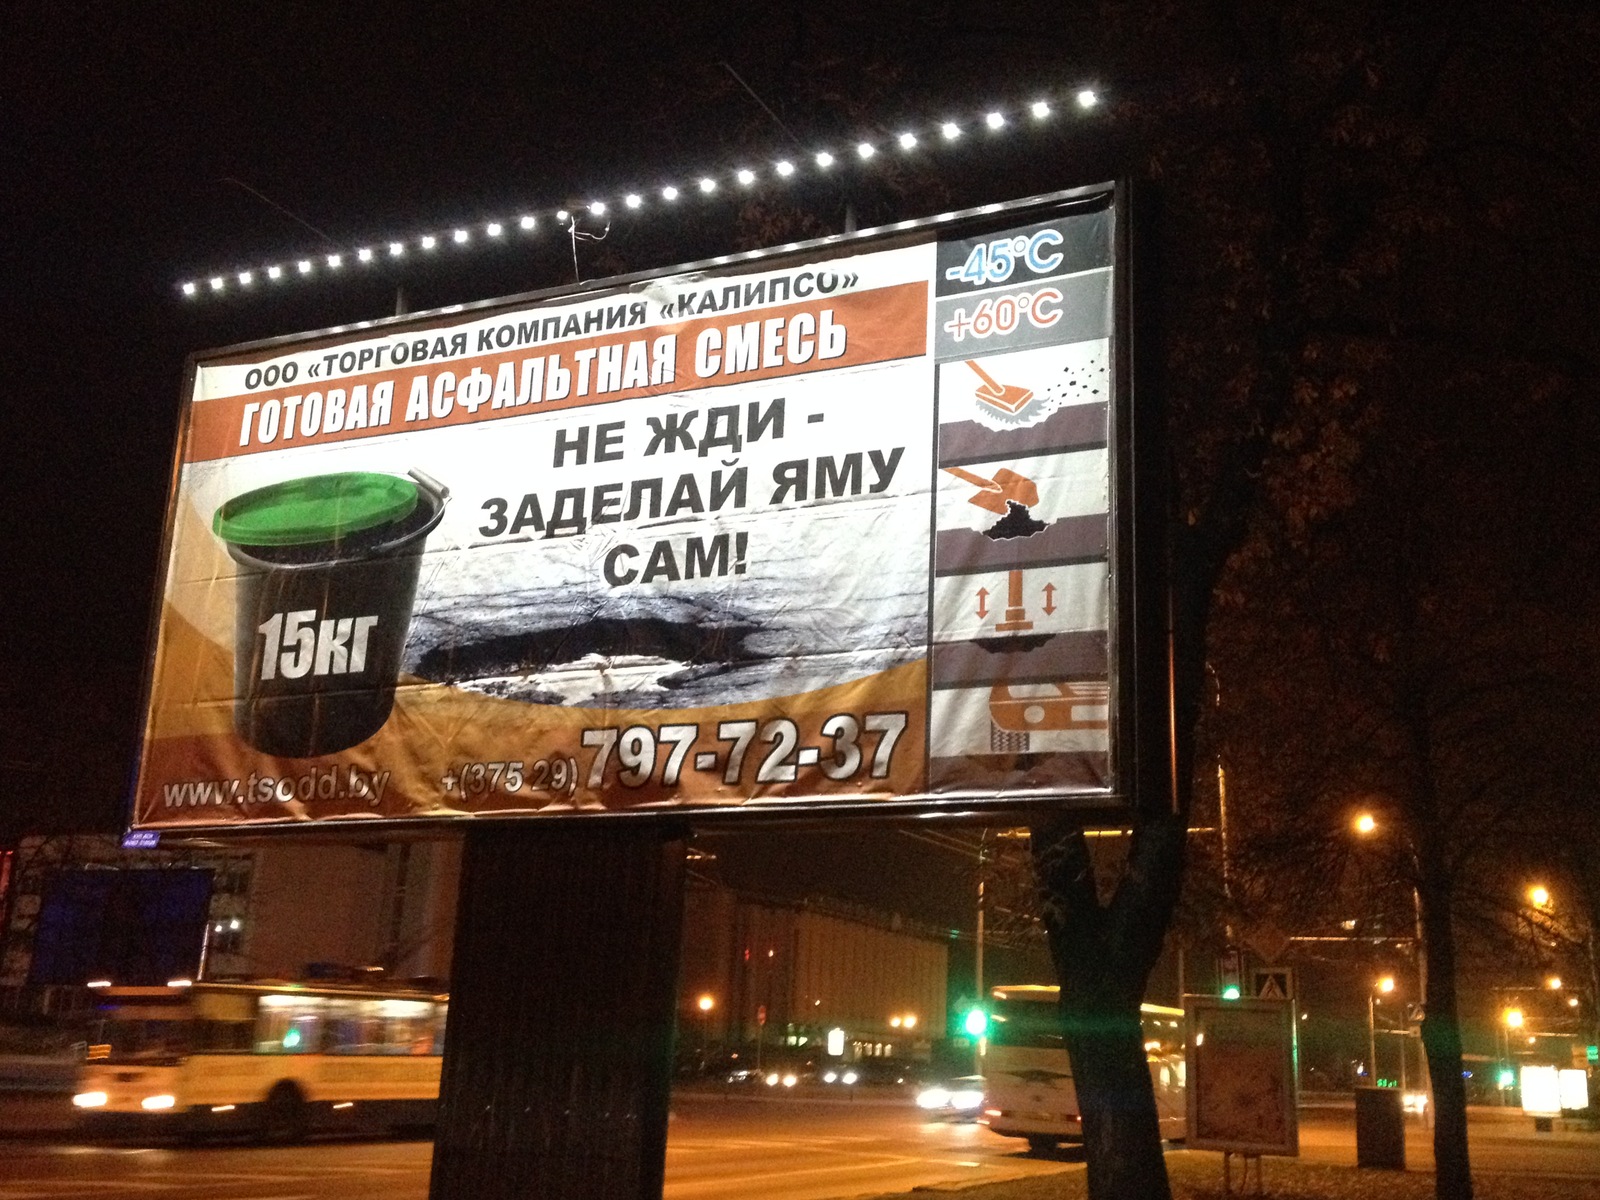 ООО «ТОРГОВАЯ КОМПАНИЯ «КАЛИПСО»
ГОТОВАЯ АСФАЛЬТНАЯ СМЕСЬ
НЕ ЖДИ -
ЗАДЕЛАЙ ЯМУ
САМ!
15КГ
www.tsodd.by +(375 29) 797-72-37
-45°C
+60°C